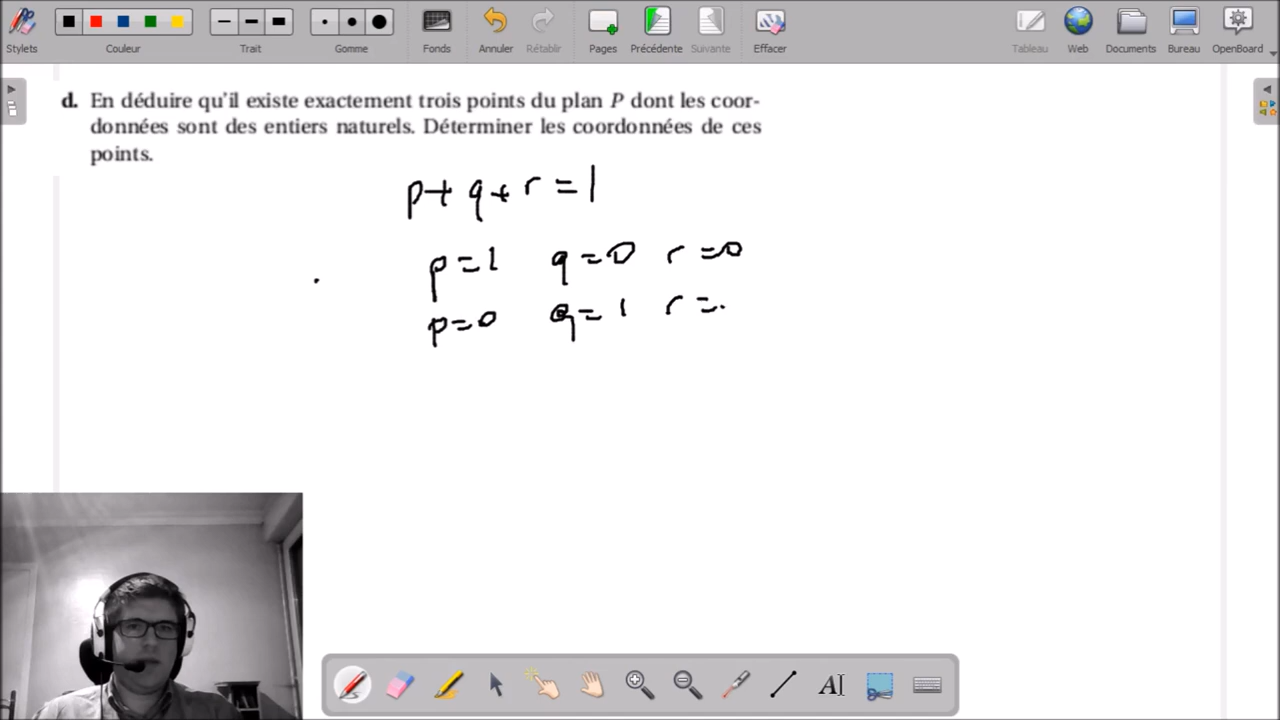 Stylets
Couleur
Trait
Gomme
Fonds
Annuler
Rétablir
Pages
Précédente
Suivante
Effacer
Tableau
Web
Documents
Bureau
OpenBoard
d. En déduire qu'il existe exactement trois points du plan P dont les coor-
données sont des entiers naturels. Déterminer les coordonnées de ces
points.
p+ q+ r = 1
p=1 q=0 r=0
p=0 q=1 r=
AI